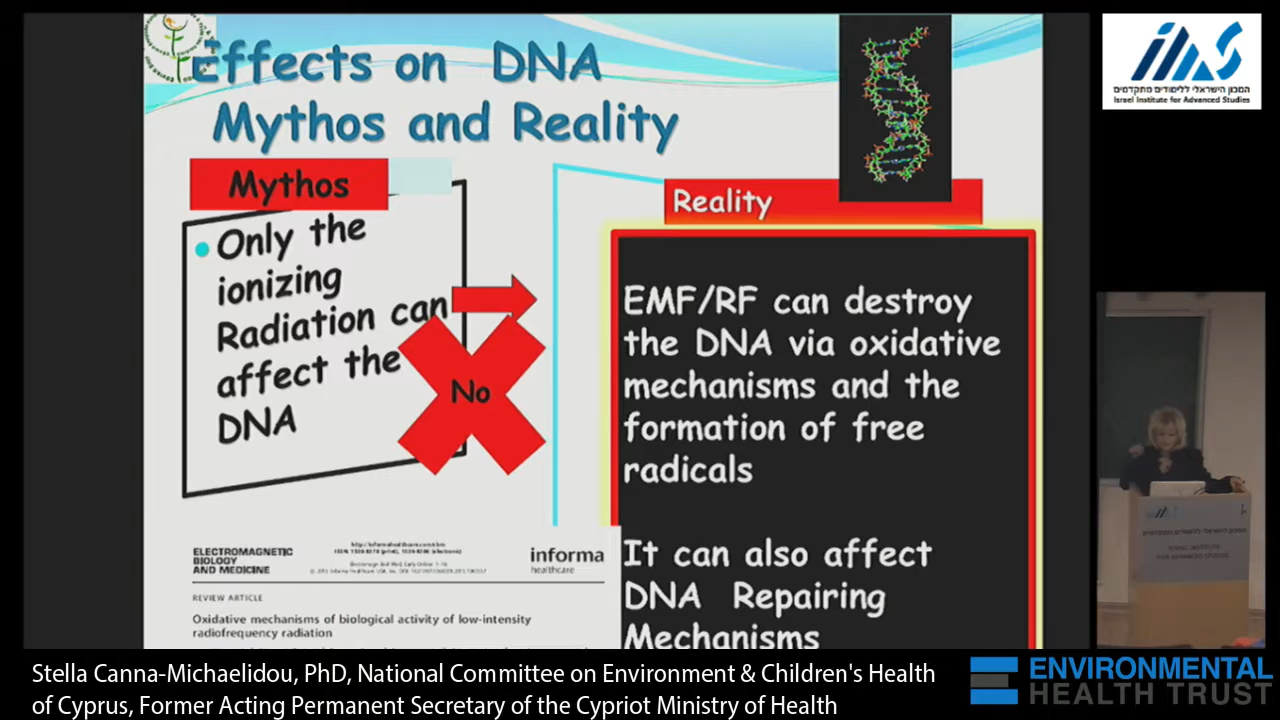 Effects on DNA
Mythos and Reality
Mythos
Only the
ionizing
Radiation can
affect the
DNA
No
Reality
EMF/RF can destroy
the DNA via oxidative
mechanisms and the
formation of free
radicals
It can also affect
DNA Repairing
Mechanisms
ELECTROMAGNETIC
BIOLOGY
AND MEDICINE
informa
healthcare
REVIEW ARTICLE
Oxidative mechanisms of biological activity of low-intensity
radiofrequency radiation
המכון הישראלי ללימודים מתקדמים
Israel Institute for Advanced Studies
Stella Canna-Michaelidou, PhD, National Committee on Environment & Children's Health
of Cyprus, Former Acting Permanent Secretary of the Cypriot Ministry of Health
ENVIRONMENTAL
HEALTH TRUST